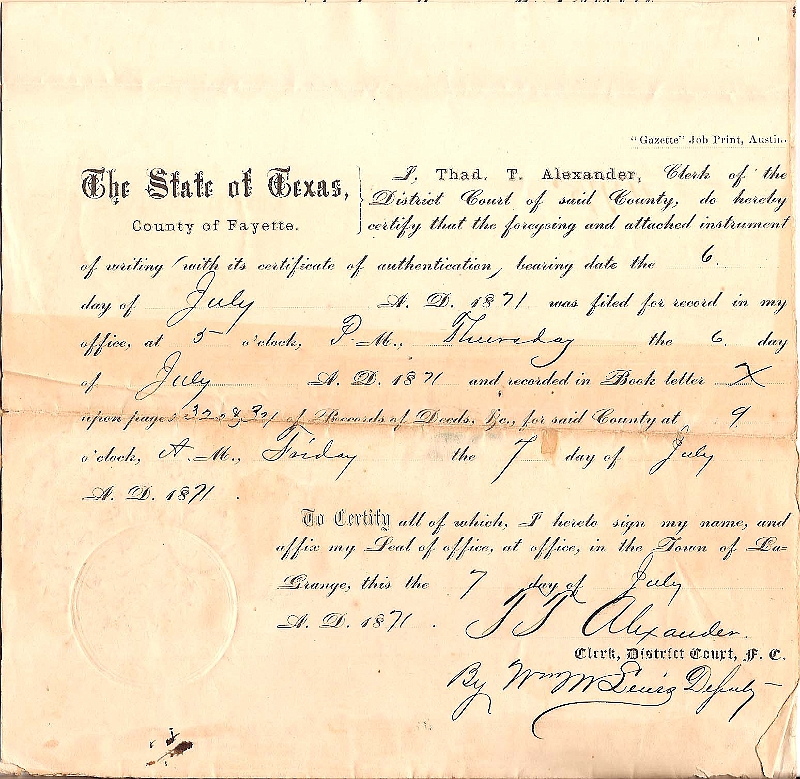 "Gazette" Job Print, Austin.
The State of Texas,
County of Fayette.
I, Thad. T. Alexander, Clerk of the
District Court of said County, do hereby
certify that the foregoing and attached instrument
of writing (with its certificate of authentication, bearing date the 6.
day of July A. D. 1871 was filed for record in my
office, at 5 o'clock, P M., Thursday the 6. day
of July A. D. 1871 and recorded in Book letter X
upon pages 320 & 321 of Records of Deeds, &c., for said County at 9
o'clock, A. M., Friday the 7 day of July
A. D. 1871.
To Certify all of which, I hereto sign my name, and
affix my Seal of office, at office, in the Town of La-
Grange, this the 7 day of July
A. D. 1871.
T T Alexander.
Clerk, District Court, F. C.
By Wm M Lewis Deputy